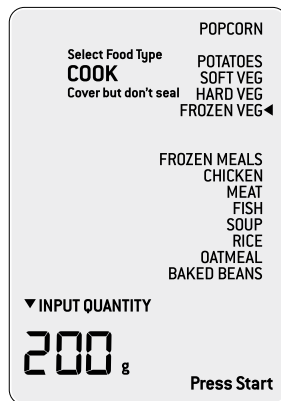 POPCORN
Select Food Type
COOK
Cover but don't seal
POTATOES
SOFT VEG
HARD VEG
FROZEN VEG◀
FROZEN MEALS
CHICKEN
MEAT
FISH
SOUP
RICE
OATMEAL
BAKED BEANS
▼INPUT QUANTITY
200 g
Press Start